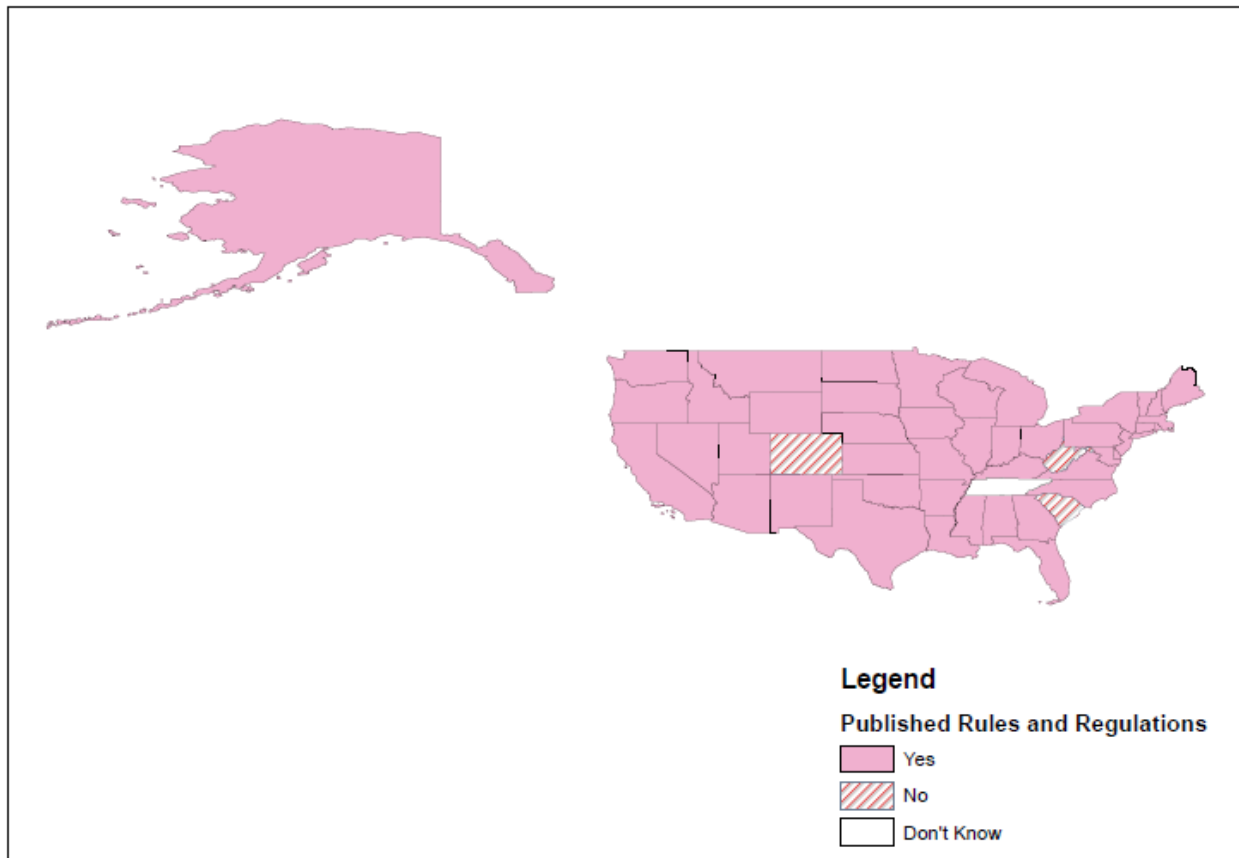 Legend
Published Rules and Regulations
Yes
No
Don't Know